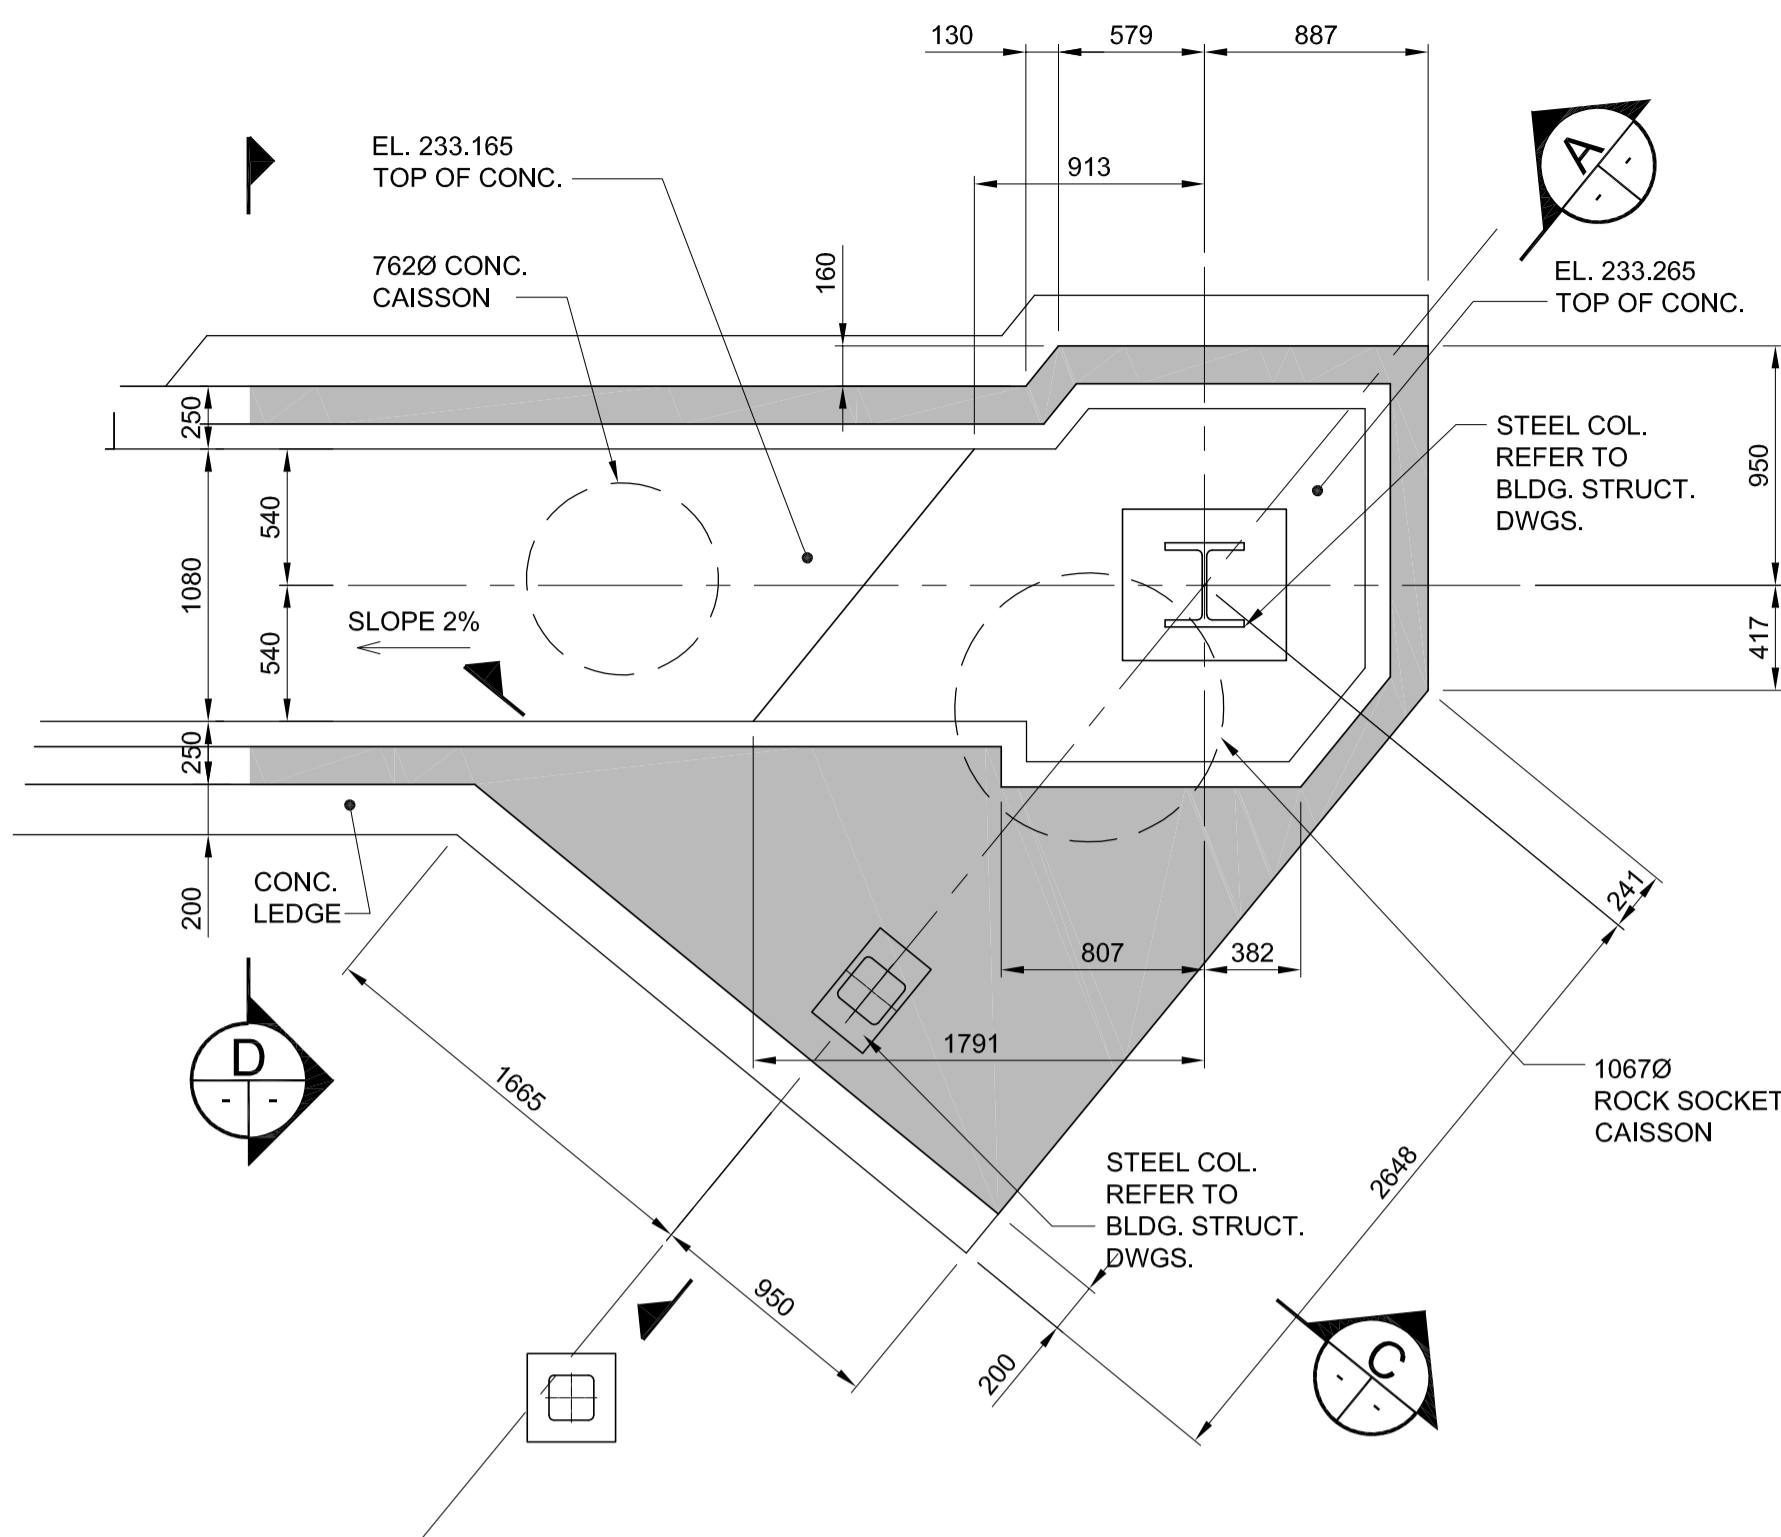 130
579
887
913
160
EL. 233.165
TOP OF CONC.
762Ø CONC.
CAISSON
A
-
-
EL. 233.265
TOP OF CONC.
STEEL COL.
REFER TO
BLDG. STRUCT.
DWGS.
950
417
250
1080
540
540
SLOPE 2%
250
200
CONC.
LEDGE
807
382
241
1791
D
-
-
1665
950
2648
200
1067Ø
ROCK SOCKET
CAISSON
STEEL COL.
REFER TO
BLDG. STRUCT.
DWGS.
C
-
-